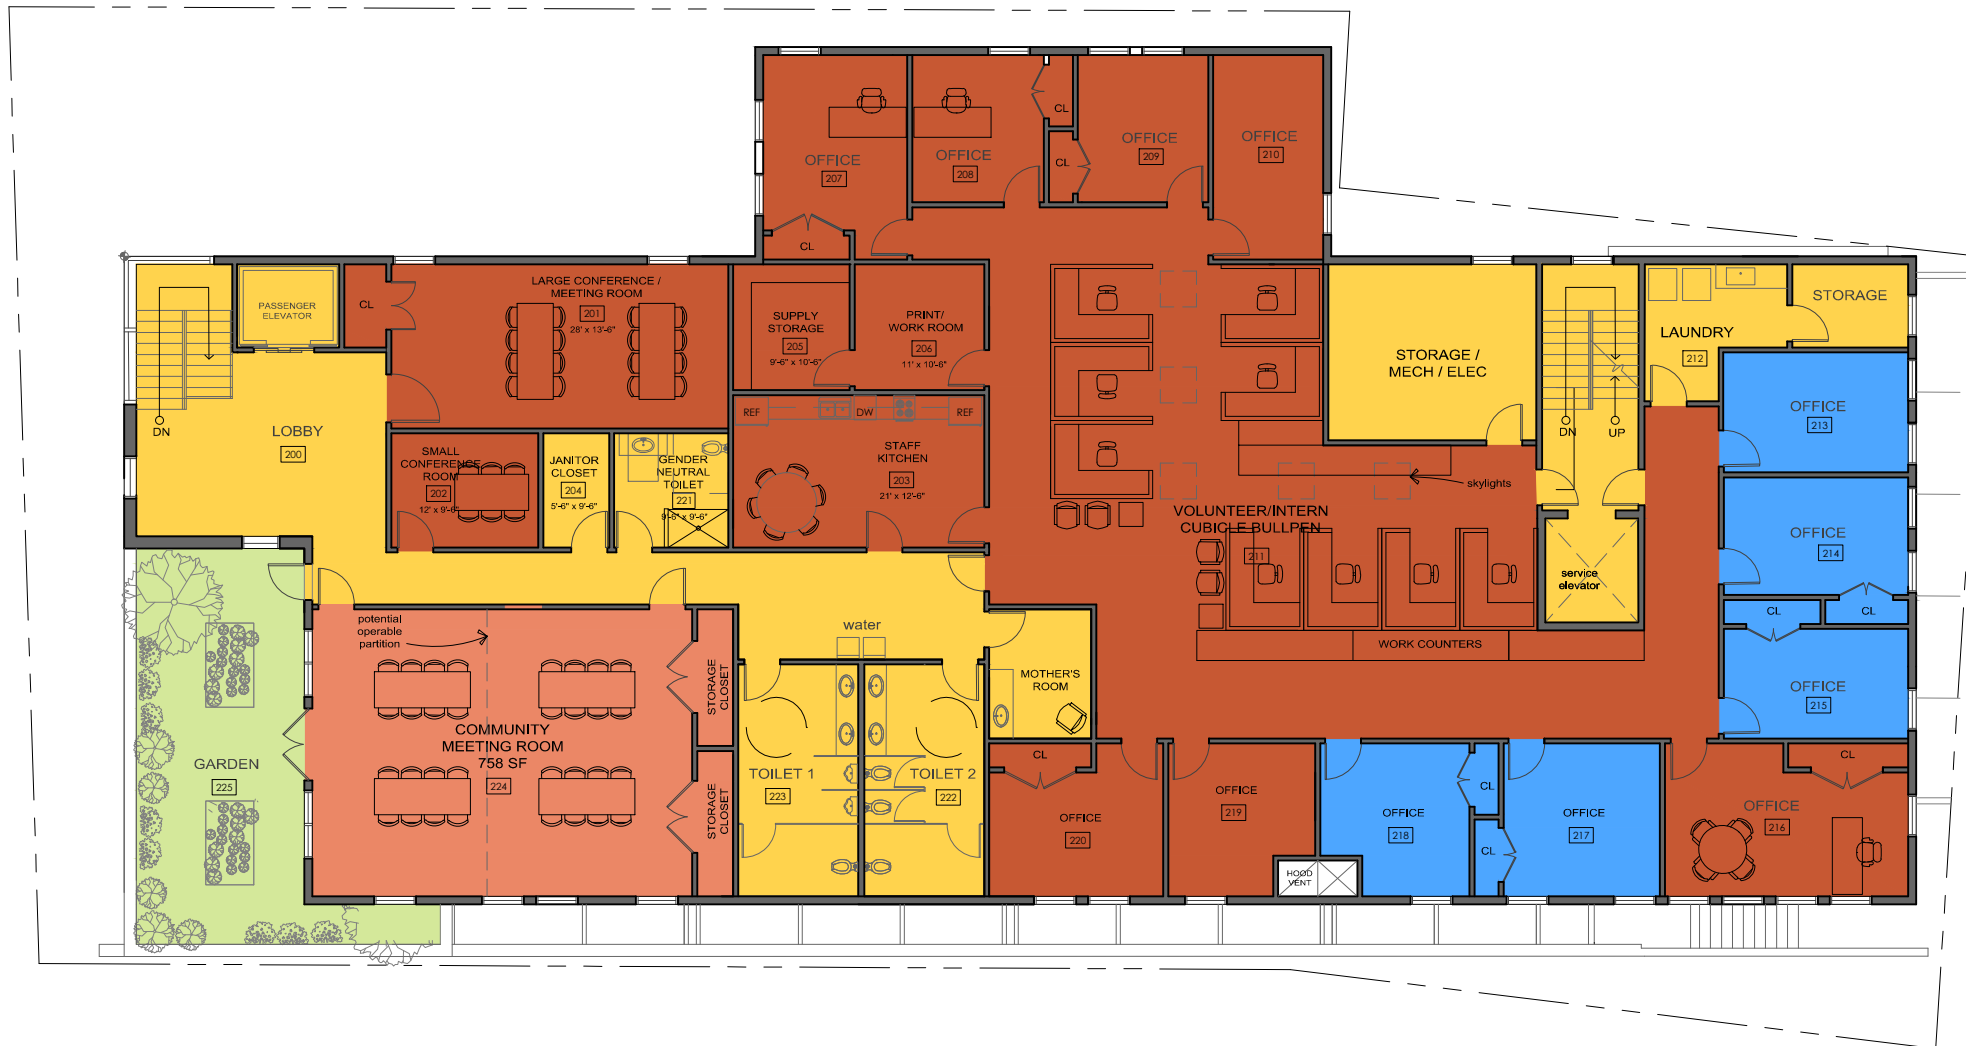 OFFICE
207
OFFICE
208
CL
CL
OFFICE
209
OFFICE
210
CL
PASSENGER
ELEVATOR
CL
LARGE CONFERENCE /
MEETING ROOM
201
28' x 13'-6"
SUPPLY
STORAGE
205
9'-6" x 10'-6"
PRINT/
WORK ROOM
206
11' x 10'-6"
STORAGE /
MECH / ELEC
LAUNDRY
212
STORAGE
DN
LOBBY
200
SMALL
CONFERENCE
ROOM
202
12' x 9'-6"
JANITOR
CLOSET
204
5'-6" x 9'-6"
GENDER
NEUTRAL
TOILET
221
9'-6" x 9'-6"
REF
DW
REF
STAFF
KITCHEN
203
21' x 12'-6"
DN
UP
OFFICE
213
skylights
VOLUNTEER/INTERN
CUBICLE BULLPEN
211
service
elevator
OFFICE
214
CL
CL
potential
operable
partition
water
WORK COUNTERS
MOTHER'S
ROOM
OFFICE
215
STORAGE
CLOSET
COMMUNITY
MEETING ROOM
758 SF
224
STORAGE
CLOSET
GARDEN
225
TOILET 1
223
TOILET 2
222
CL
OFFICE
220
OFFICE
219
HOOD
VENT
OFFICE
218
CL
CL
OFFICE
217
CL
OFFICE
216